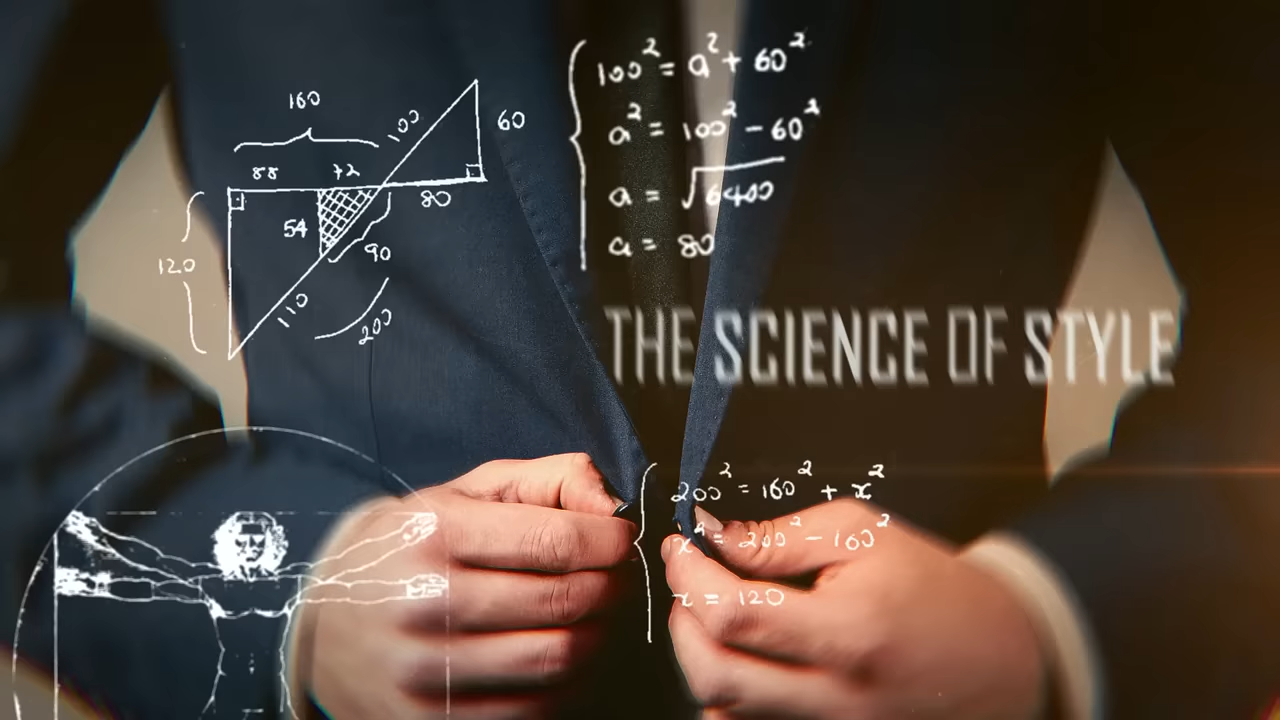 160
100
60
88
72
80
54
90
120
110
200
100² = a² + 60²
a² = 100² - 60²
a = √6400
a = 80
THE SCIENCE OF STYLE
200² = 160² + x²
x² = 200² - 160²
x = 120